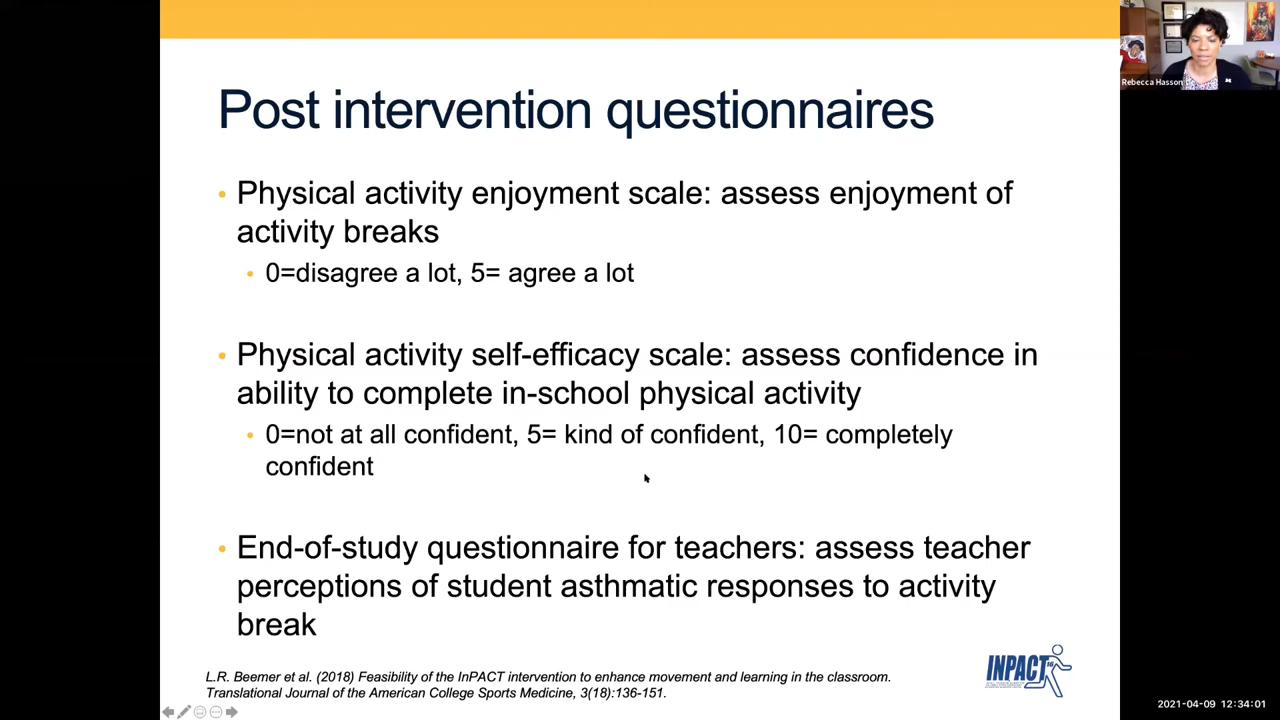 Post intervention questionnaires
Physical activity enjoyment scale: assess enjoyment of
activity breaks
0=disagree a lot, 5= agree a lot
Physical activity self-efficacy scale: assess confidence in
ability to complete in-school physical activity
0=not at all confident, 5= kind of confident, 10= completely
confident
End-of-study questionnaire for teachers: assess teacher
perceptions of student asthmatic responses to activity
break
L.R. Beemer et al. (2018) Feasibility of the InPACT intervention to enhance movement and learning in the classroom.
Translational Journal of the American College Sports Medicine, 3(18):136-151.
INPACT
Rebecca Hasson
2021-04-09 12:34:01